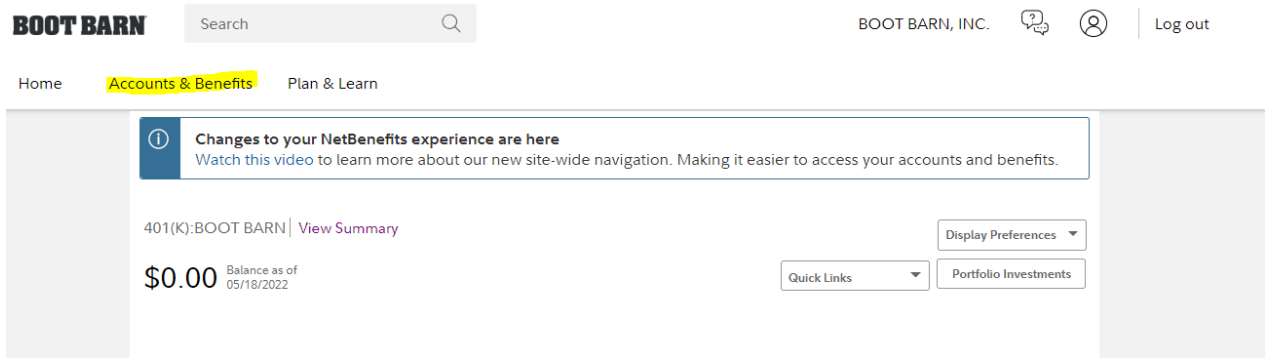 BOOT BARN
Search
BOOT BARN, INC.
Log out
Home
Accounts & Benefits
Plan & Learn
Changes to your NetBenefits experience are here
Watch this video to learn more about our new site-wide navigation. Making it easier to access your accounts and benefits.
401(K):BOOT BARN View Summary
Display Preferences
$0.00
Balance as of
05/18/2022
Quick Links
Portfolio Investments